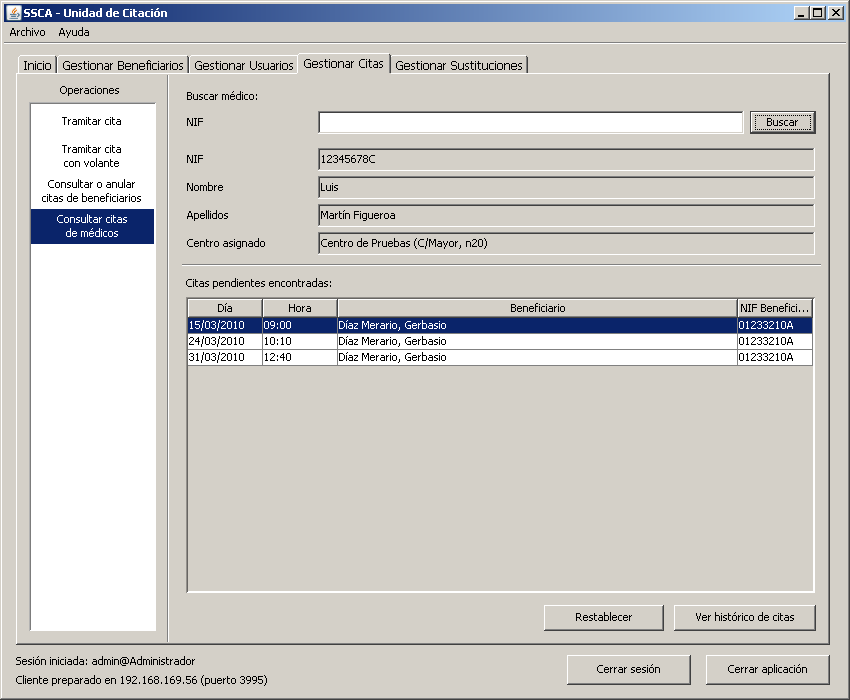 SSCA - Unidad de Citación
Archivo Ayuda
Inicio Gestionar Beneficiarios Gestionar Usuarios Gestionar Citas Gestionar Sustituciones
Operaciones
Tramitar cita
Tramitar cita
con volante
Consultar o anular
citas de beneficiarios
Consultar citas
de médicos
Buscar médico:
NIF Buscar
NIF 12345678C
Nombre Luis
Apellidos Martín Figueroa
Centro asignado Centro de Pruebas (C/Mayor, n20)
Citas pendientes encontradas:
Día Hora Beneficiario NIF Benefici...
15/03/2010 09:00 Díaz Merario, Gerbasio 01233210A
24/03/2010 10:10 Díaz Merario, Gerbasio 01233210A
31/03/2010 12:40 Díaz Merario, Gerbasio 01233210A
Restablecer Ver histórico de citas
Sesión iniciada: admin@Administrador
Cliente preparado en 192.168.169.56 (puerto 3995)
Cerrar sesión Cerrar aplicación